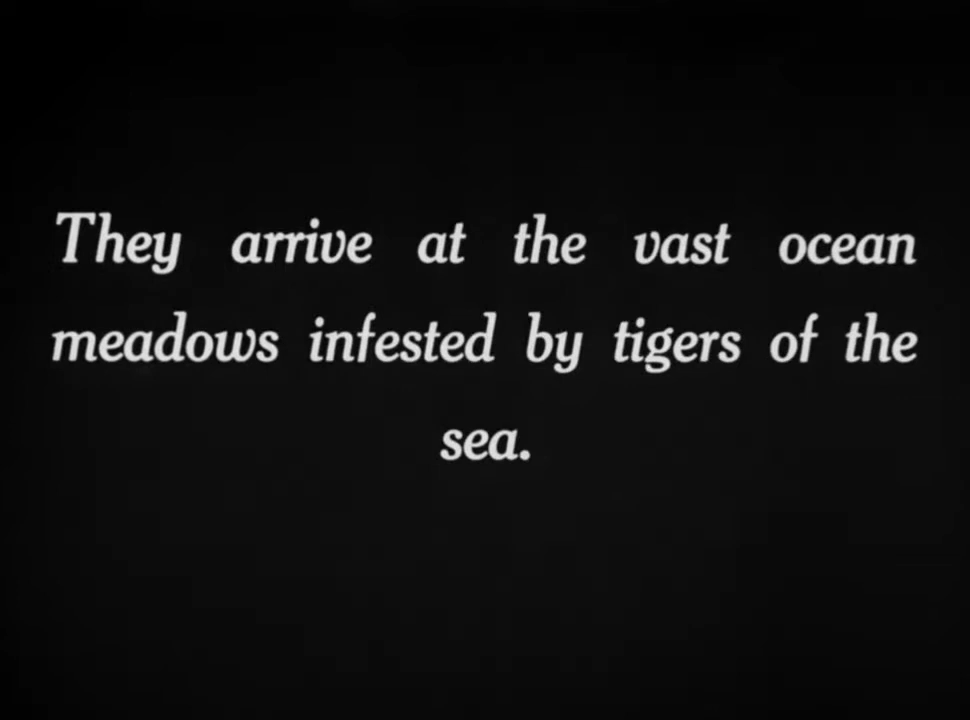 They arrive at the vast ocean
meadows infested by tigers of the
sea.